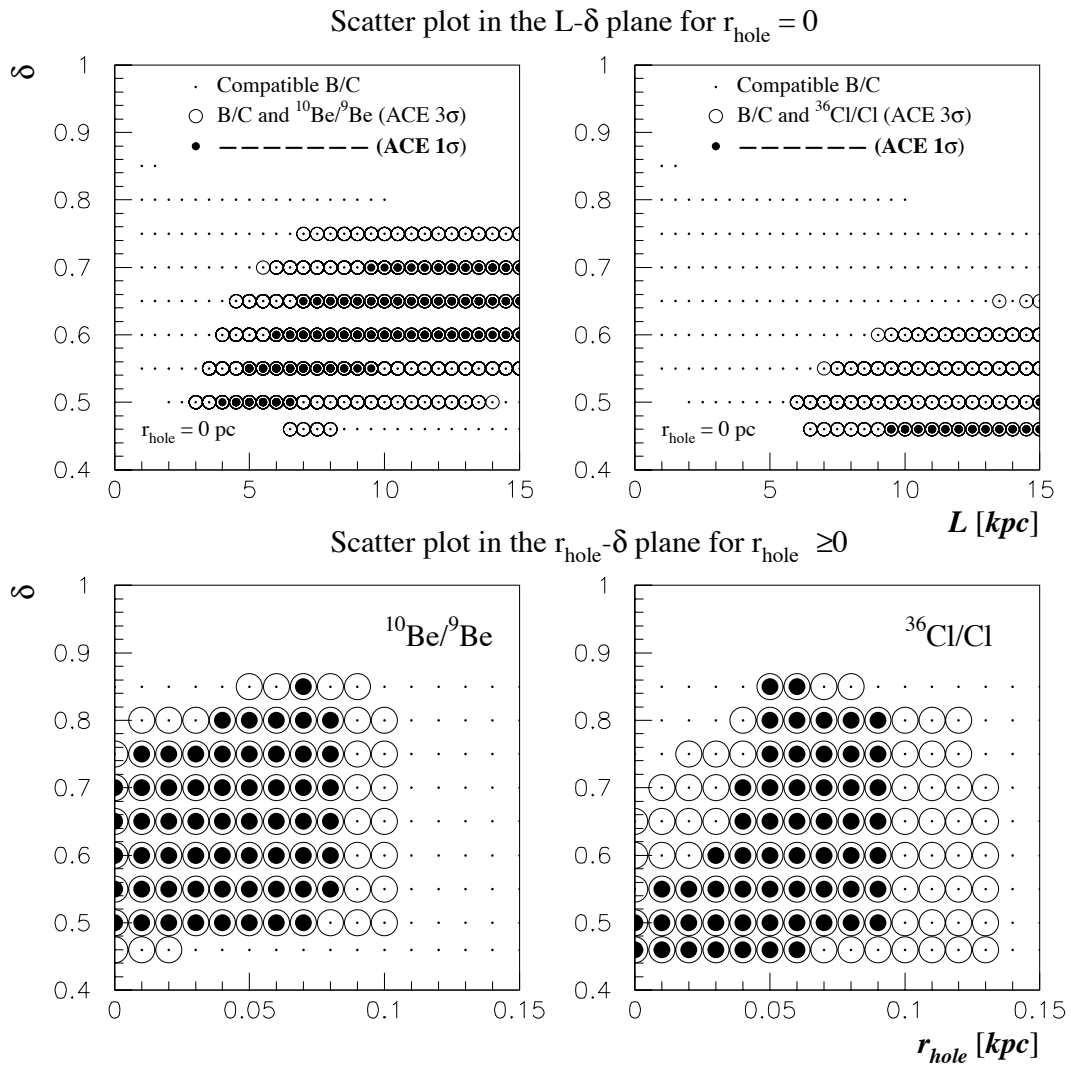 Scatter plot in the L-δ plane for r_hole = 0
δ
1
0.9
0.8
0.7
0.6
0.5
0.4
Compatible B/C
B/C and ¹⁰Be/⁹Be (ACE 3σ)
(ACE 1σ)
r_hole = 0 pc
0 5 10 15
1
0.9
0.8
0.7
0.6
0.5
0.4
Compatible B/C
B/C and ³⁶Cl/Cl (ACE 3σ)
(ACE 1σ)
r_hole = 0 pc
0 5 10 15
L [kpc]
Scatter plot in the r_hole-δ plane for r_hole ≥0
δ
1
0.9
0.8
0.7
0.6
0.5
0.4
¹⁰Be/⁹Be
0 0.05 0.1 0.15
1
0.9
0.8
0.7
0.6
0.5
0.4
³⁶Cl/Cl
0 0.05 0.1 0.15
r_hole [kpc]